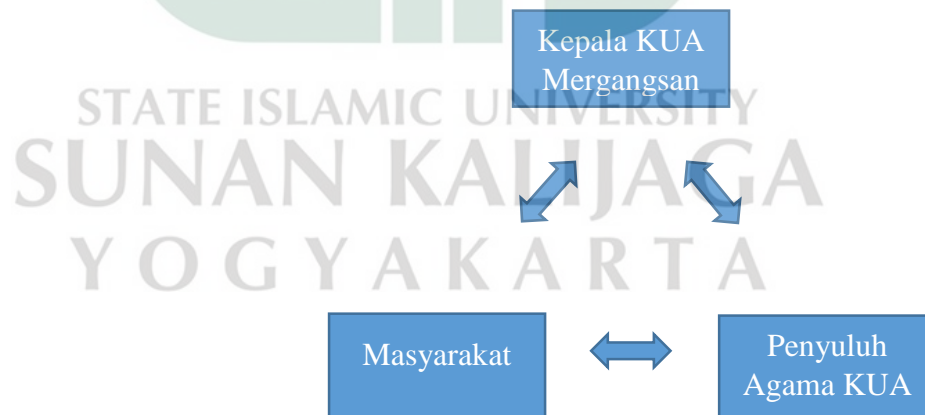 Kepala KUA
Mergangsan
STATE ISLAMIC UNIVERSITY
SUNAN KALIJAGA
YOGYAKARTA
Masyarakat
Penyuluh
Agama KUA